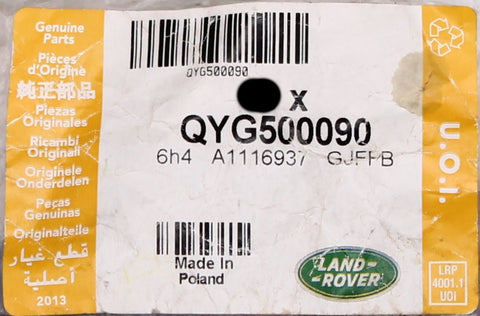 Genuine
Parts
Pièces
d'Origine
純正部品
Piezas
Originales
Ricambi
Originali
Originele
Onderdelen
Peças
Genuinas
Originalteile
قطع غيار
أصلية
2013
QYG500090
X
QYG500090
6h4 A1116937 GJFPB
Made In
Poland
LAND-
-ROVER
U.O.I.
LRP
4001.1
UOI